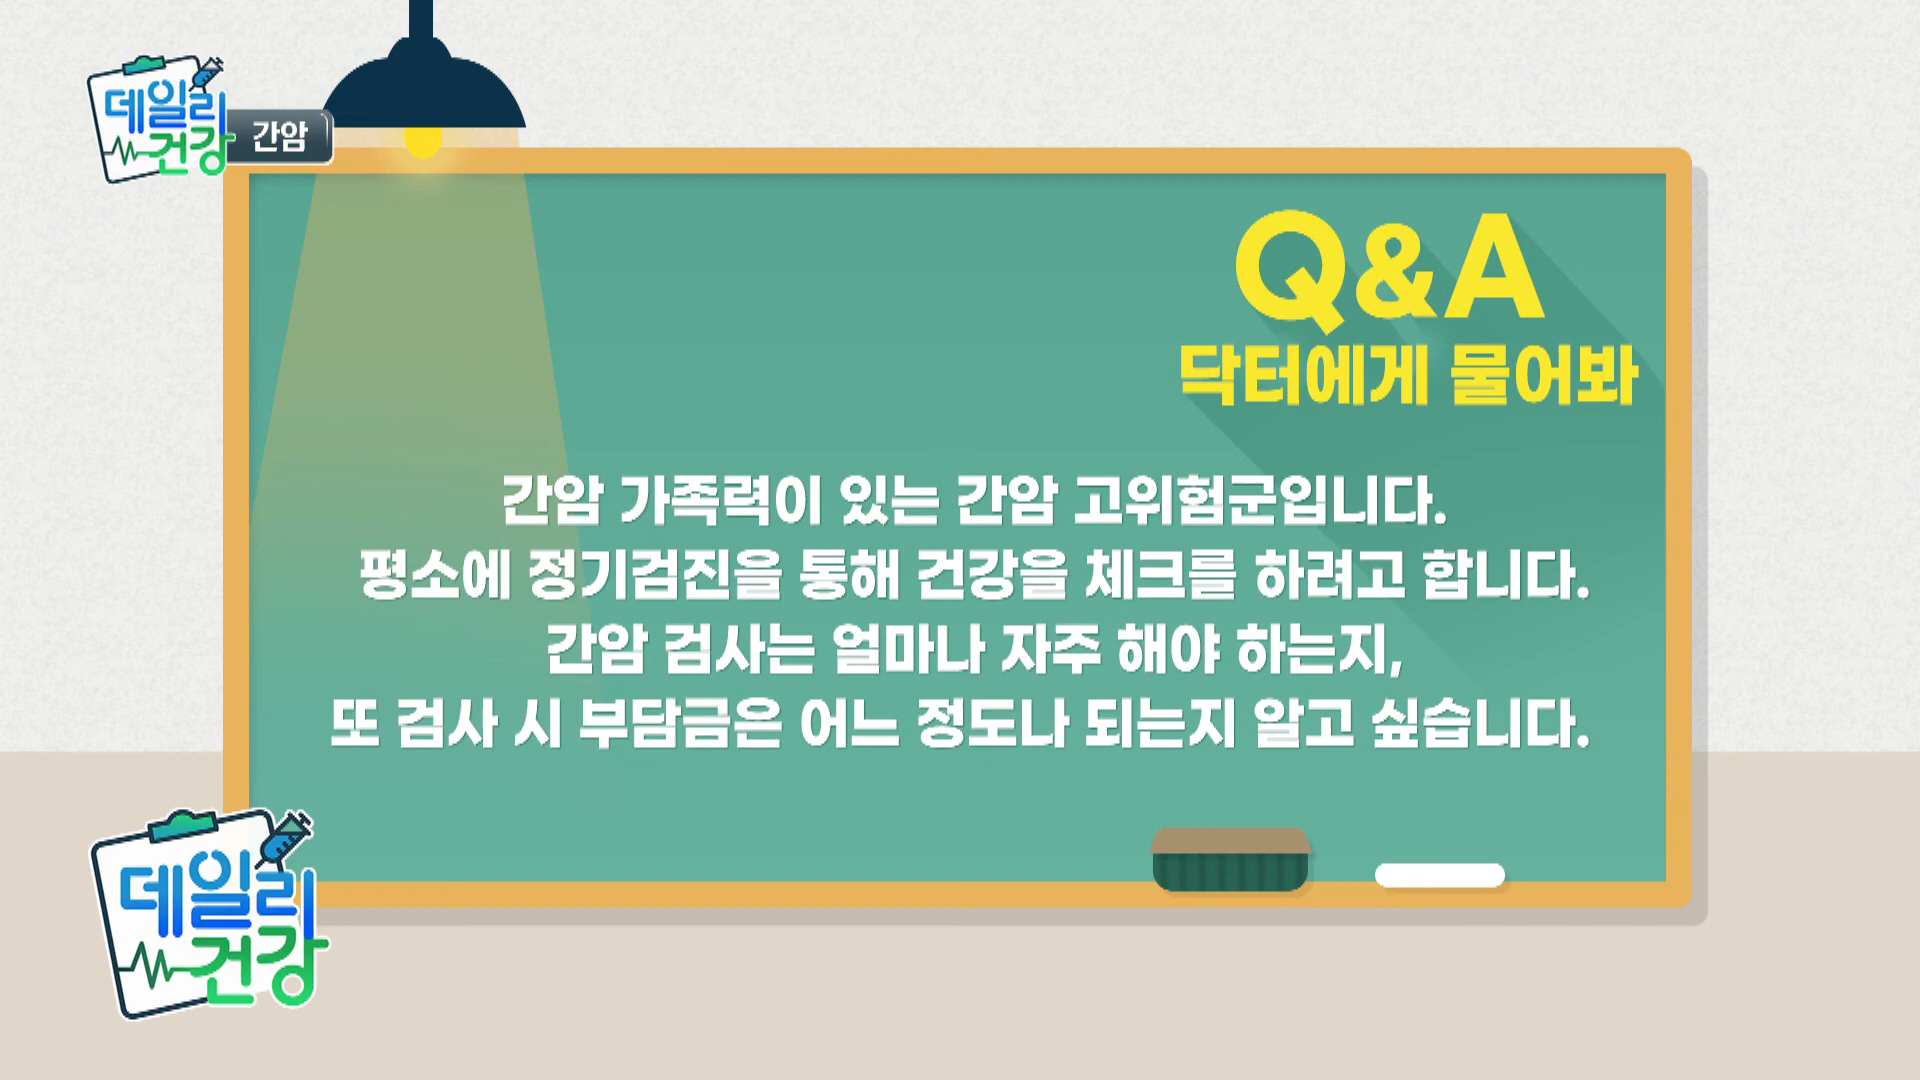 데일리
건강
간암
Q&A
닥터에게 물어봐
간암 가족력이 있는 간암 고위험군입니다.
평소에 정기검진을 통해 건강을 체크를 하려고 합니다.
간암 검사는 얼마나 자주 해야 하는지,
또 검사 시 부담금은 어느 정도나 되는지 알고 싶습니다.
데일리
건강